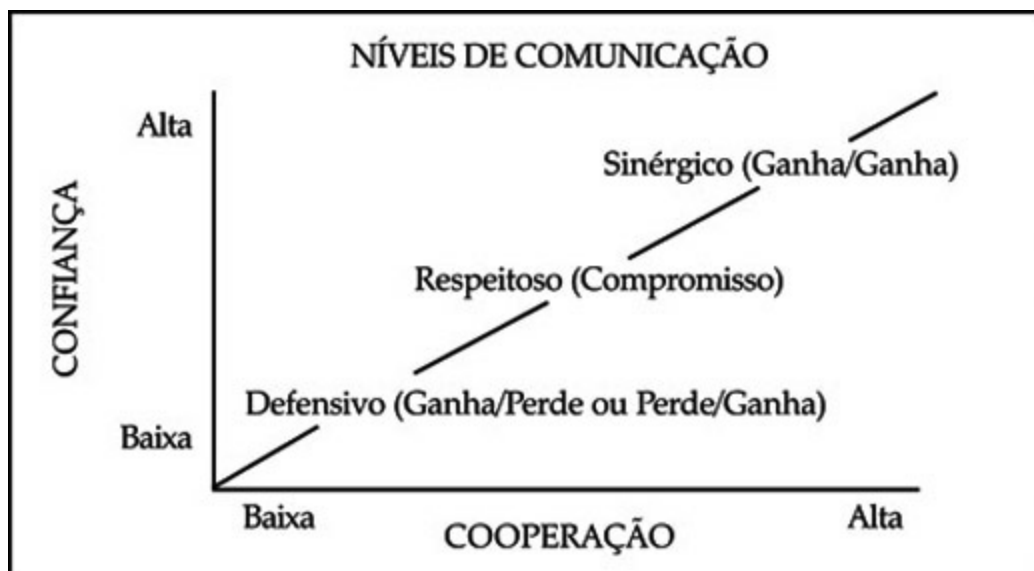 NÍVEIS DE COMUNICAÇÃO
Alta
Sinérgico (Ganha/Ganha)
CONFIANÇA
Respeitoso (Compromisso)
Defensivo (Ganha/Perde ou Perde/Ganha)
Baixa
Baixa
Alta
COOPERAÇÃO